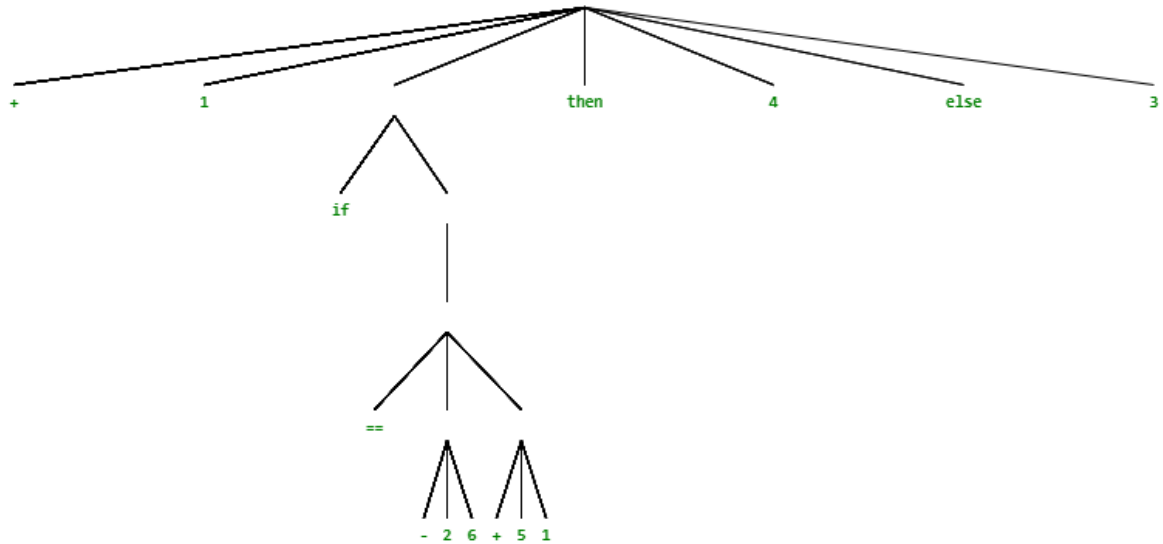 + 1 then 4 else 3
if
==
- 2 6 + 5 1